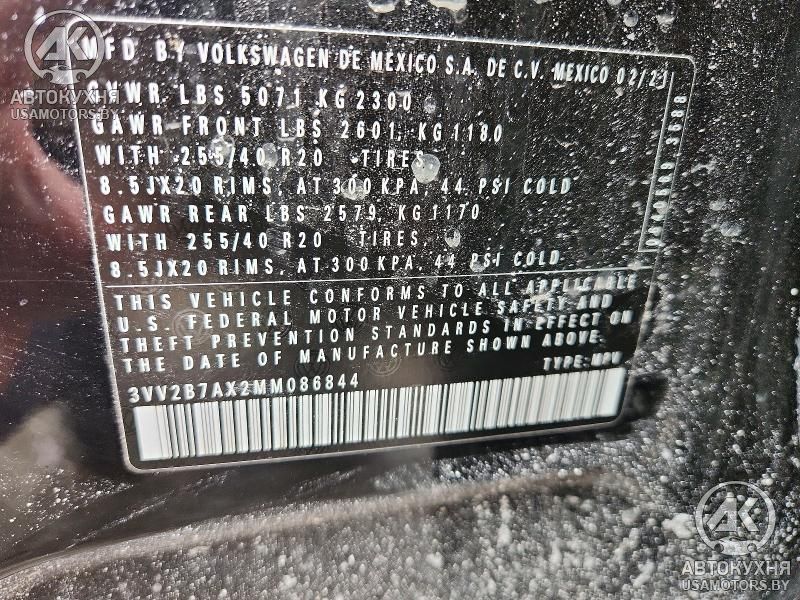 MFD BY VOLKSWAGEN DE MEXICO S.A. DE C.V. MEXICO 02/21
GVWR LBS 5071 KG 2300
GAWR FRONT LBS 2601, KG 1180
WITH 255/40 R20 TIRES,
8.5JX20 RIMS, AT 300 KPA, 44 PSI COLD
GAWR REAR LBS 2579, KG 1170
WITH 255/40 R20 TIRES,
8.5JX20 RIMS, AT 300 KPA, 44 PSI COLD
THIS VEHICLE CONFORMS TO ALL APPLICABLE
U.S. FEDERAL MOTOR VEHICLE SAFETY AND
THEFT PREVENTION STANDARDS IN EFFECT ON
THE DATE OF MANUFACTURE SHOWN ABOVE.
TYPE: MPV
3VV2B7AX2MM086844
3688
АВТОКУХНЯ
USAMOTORS.BY
АВТОКУХНЯ
USAMOTORS.BY